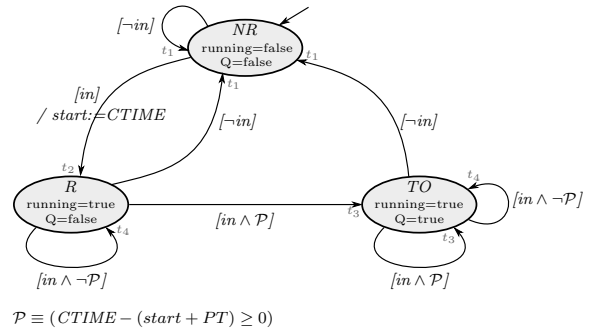 [¬in]
NR
running=false
Q=false
t₁
t₁
t₁
[in]
/ start:=CTIME
[¬in]
[¬in]
t₂
R
running=true
Q=false
t₄
[in ∧ 𝒫]
t₃
TO
running=true
Q=true
t₄
t₃
[in ∧ ¬𝒫]
[in ∧ ¬𝒫]
[in ∧ 𝒫]
𝒫 ≡ (CTIME − (start + PT) ≥ 0)